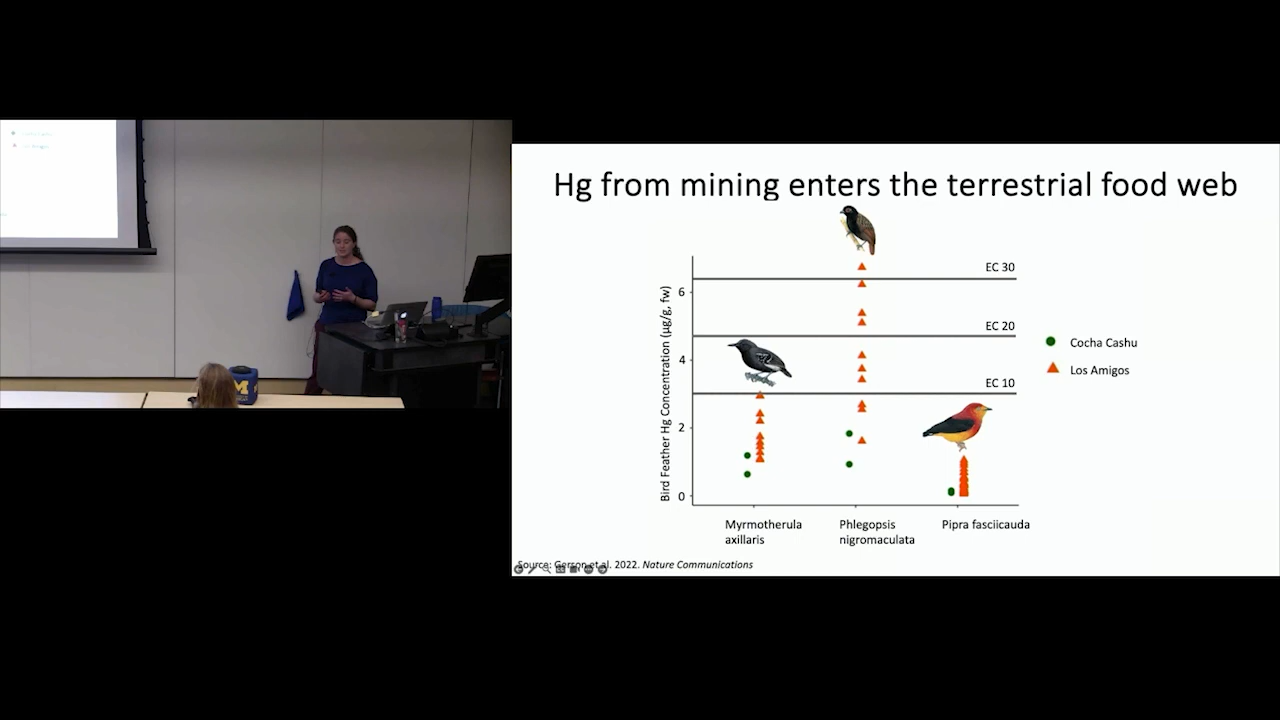 Hg from mining enters the terrestrial food web
EC 30
EC 20
EC 10
Bird Feather Hg Concentration (µg/g, fw)
6
4
2
0
Cocha Cashu
Los Amigos
Myrmotherula
axillaris
Phlegopsis
nigromaculata
Pipra fasciicauda
Source: Gerson et al. 2022. Nature Communications
M